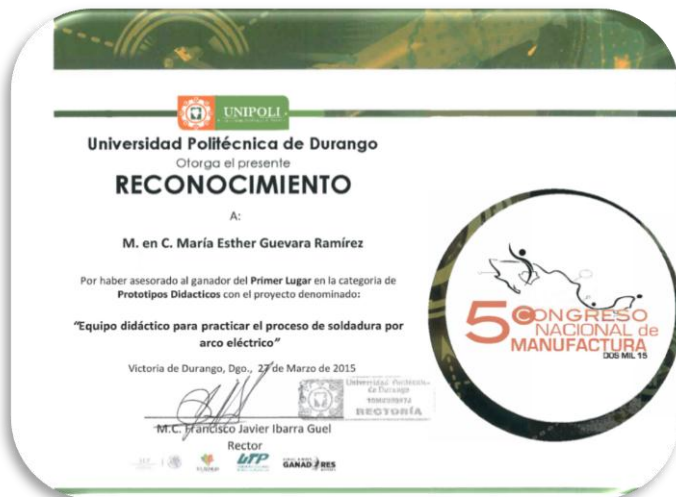 UNIPOLI
Universidad Politécnica de Durango
Otorga el presente
RECONOCIMIENTO
A:
M. en C. María Esther Guevara Ramírez
Por haber asesorado al ganador del Primer Lugar en la categoria de
Prototipos Didacticos con el proyecto denominado:
"Equipo didáctico para practicar el proceso de soldadura por
arco eléctrico"
Victoria de Durango, Dgo., 27 de Marzo de 2015
Universidad Politécnica
de Durango
RECTORÍA
M.C. Francisco Javier Ibarra Guel
Rector
UTP
GANADORES
5 CONGRESO
NACIONAL de
MANUFACTURA
DOS MIL 15